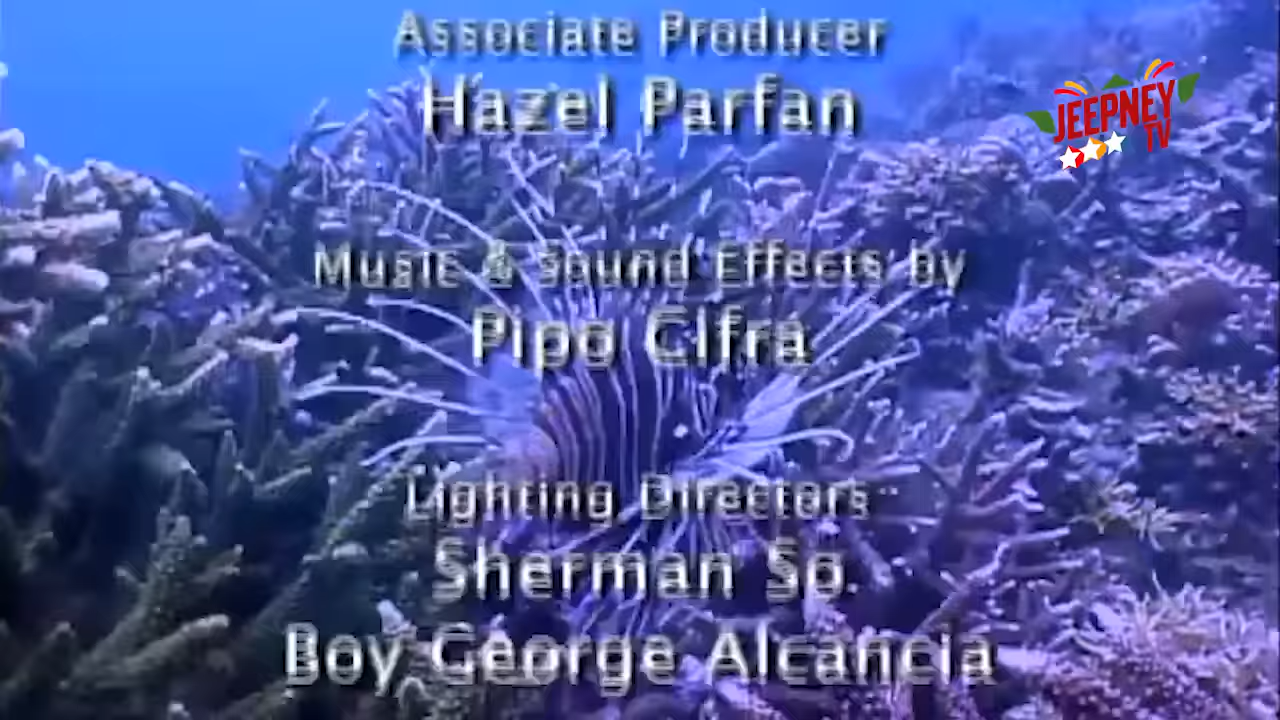 Associate Producer
Hazel Parfan
JEEPNEY
TV
Music & Sound Effects by
Pipo Cifra
Lighting Directors
Sherman So
Boy George Alcancia